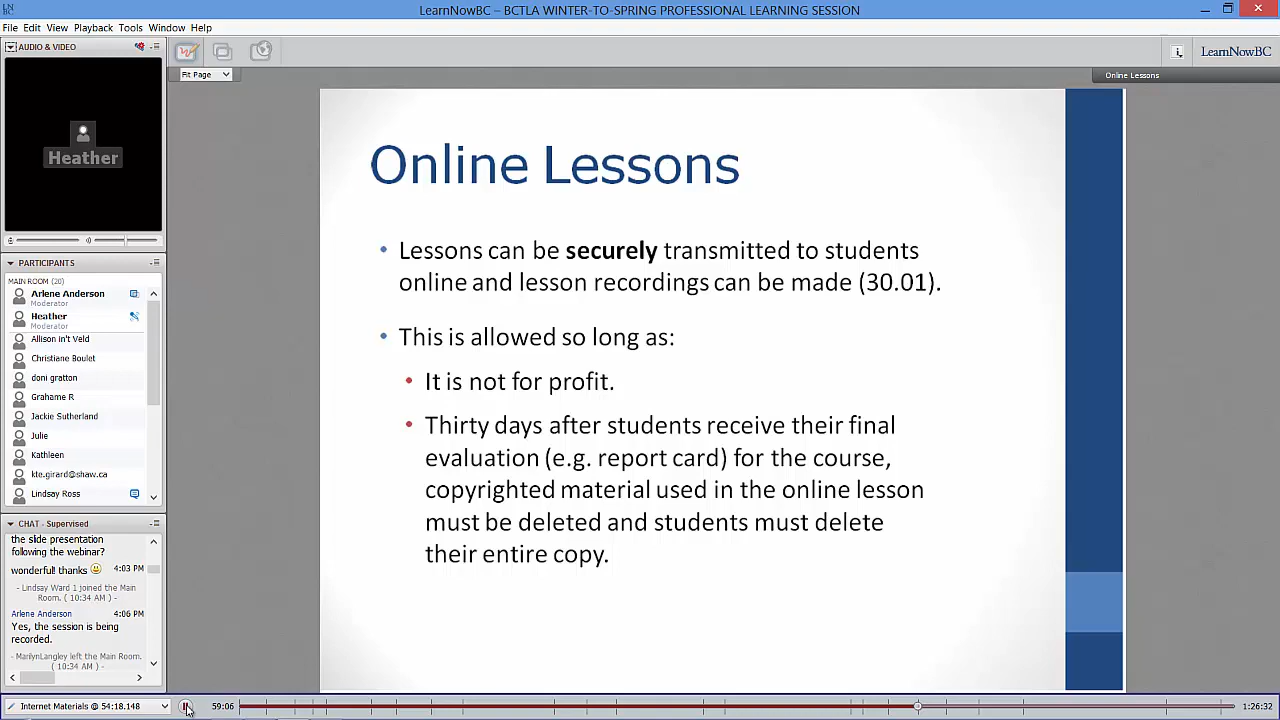 LN
BC
LearnNowBC – BCTLA WINTER-TO-SPRING PROFESSIONAL LEARNING SESSION
File Edit View Playback Tools Window Help
AUDIO & VIDEO
LearnNowBC
Fit Page
Online Lessons
Heather
PARTICIPANTS
MAIN ROOM (20)
Arlene Anderson
Moderator
Heather
Moderator
Allison in't Veld
Christiane Boulet
doni gratton
Grahame R
Jackie Sutherland
Julie
Kathleen
kte.girard@shaw.ca
Lindsay Ross
CHAT - Supervised
the slide presentation
following the webinar?
wonderful! thanks 4:03 PM
- Lindsay Ward 1 joined the Main
Room. ( 10:34 AM ) -
Arlene Anderson 4:06 PM
Yes, the session is being
recorded.
- MarilynLangley left the Main Room.
( 10:34 AM ) -
Online Lessons
• Lessons can be securely transmitted to students
online and lesson recordings can be made (30.01).
• This is allowed so long as:
• It is not for profit.
• Thirty days after students receive their final
evaluation (e.g. report card) for the course,
copyrighted material used in the online lesson
must be deleted and students must delete
their entire copy.
Internet Materials @ 54:18.148
59:06
1:26:32